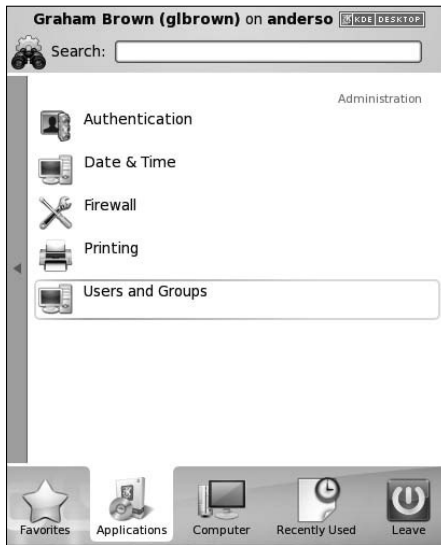 Graham Brown (glbrown) on anderso KDE DESKTOP
Search:
Administration
Authentication
Date & Time
Firewall
Printing
Users and Groups
Favorites Applications Computer Recently Used Leave